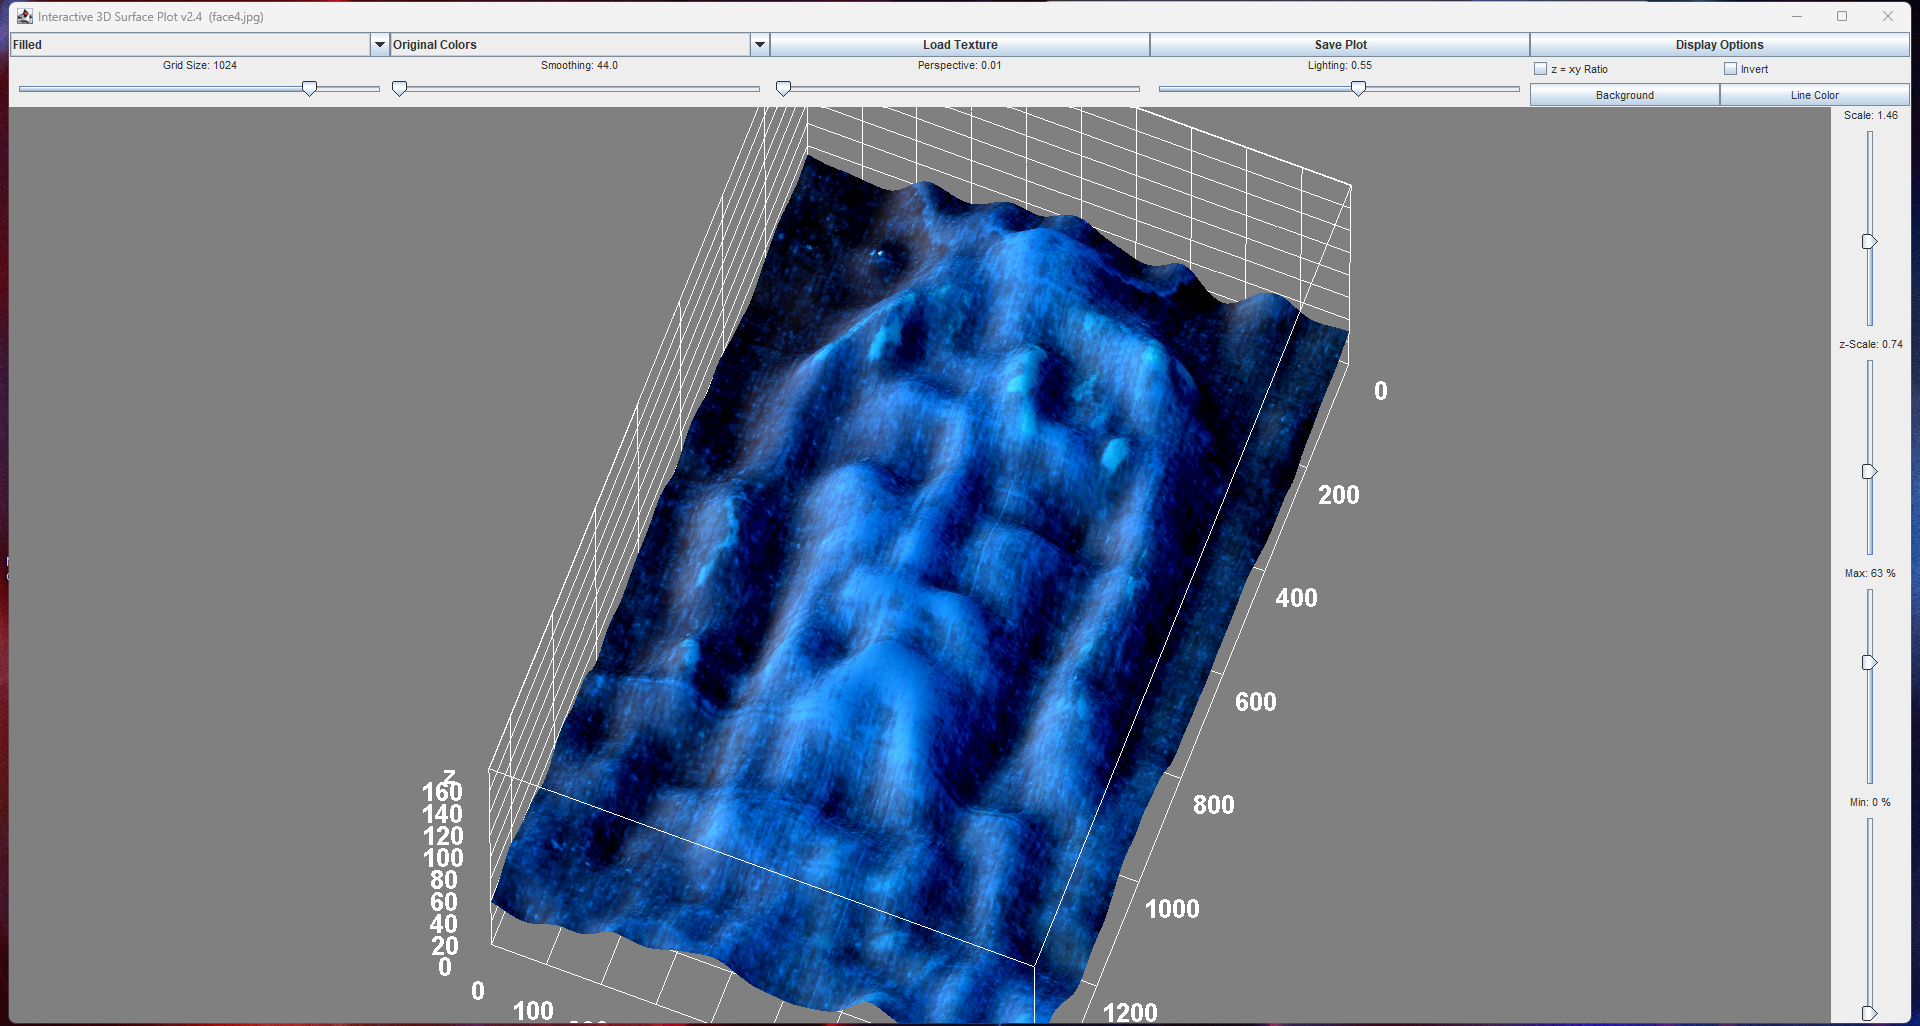 Interactive 3D Surface Plot v2.4 (face4.jpg)
Filled
Original Colors
Load Texture
Save Plot
Display Options
Grid Size: 1024
Smoothing: 44.0
Perspective: 0.01
Lighting: 0.55
z = xy Ratio
Invert
Background
Line Color
Scale: 1.46
z-Scale: 0.74
Max: 63 %
Min: 0 %
z
160
140
120
100
80
60
40
20
0
0
100
0
200
400
600
800
1000
1200